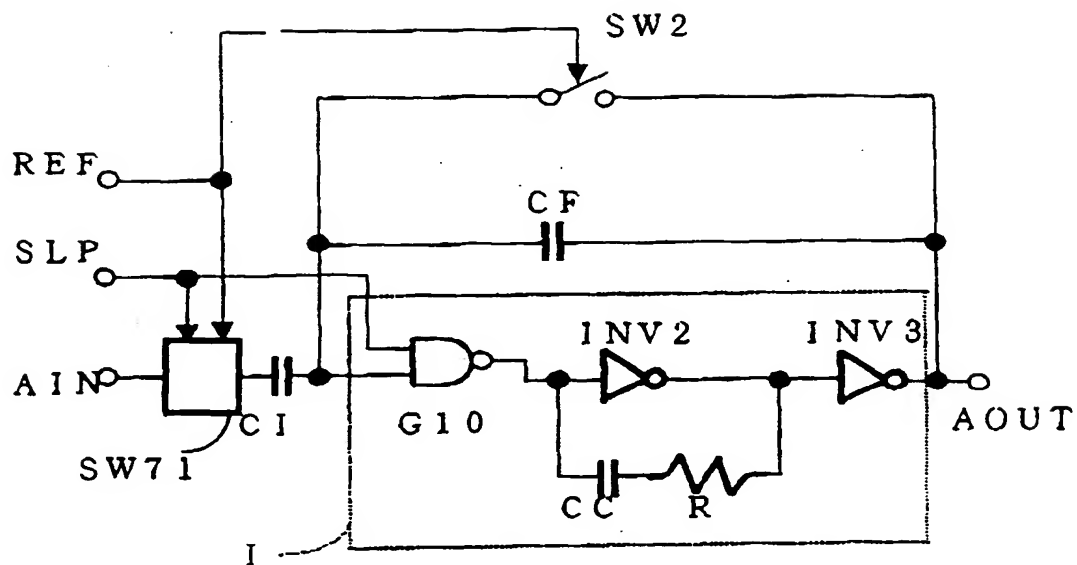 SW2
REF
CF
SLP
INV2
INV3
AIN
CI
G10
AOUT
SW71
CC
R
I